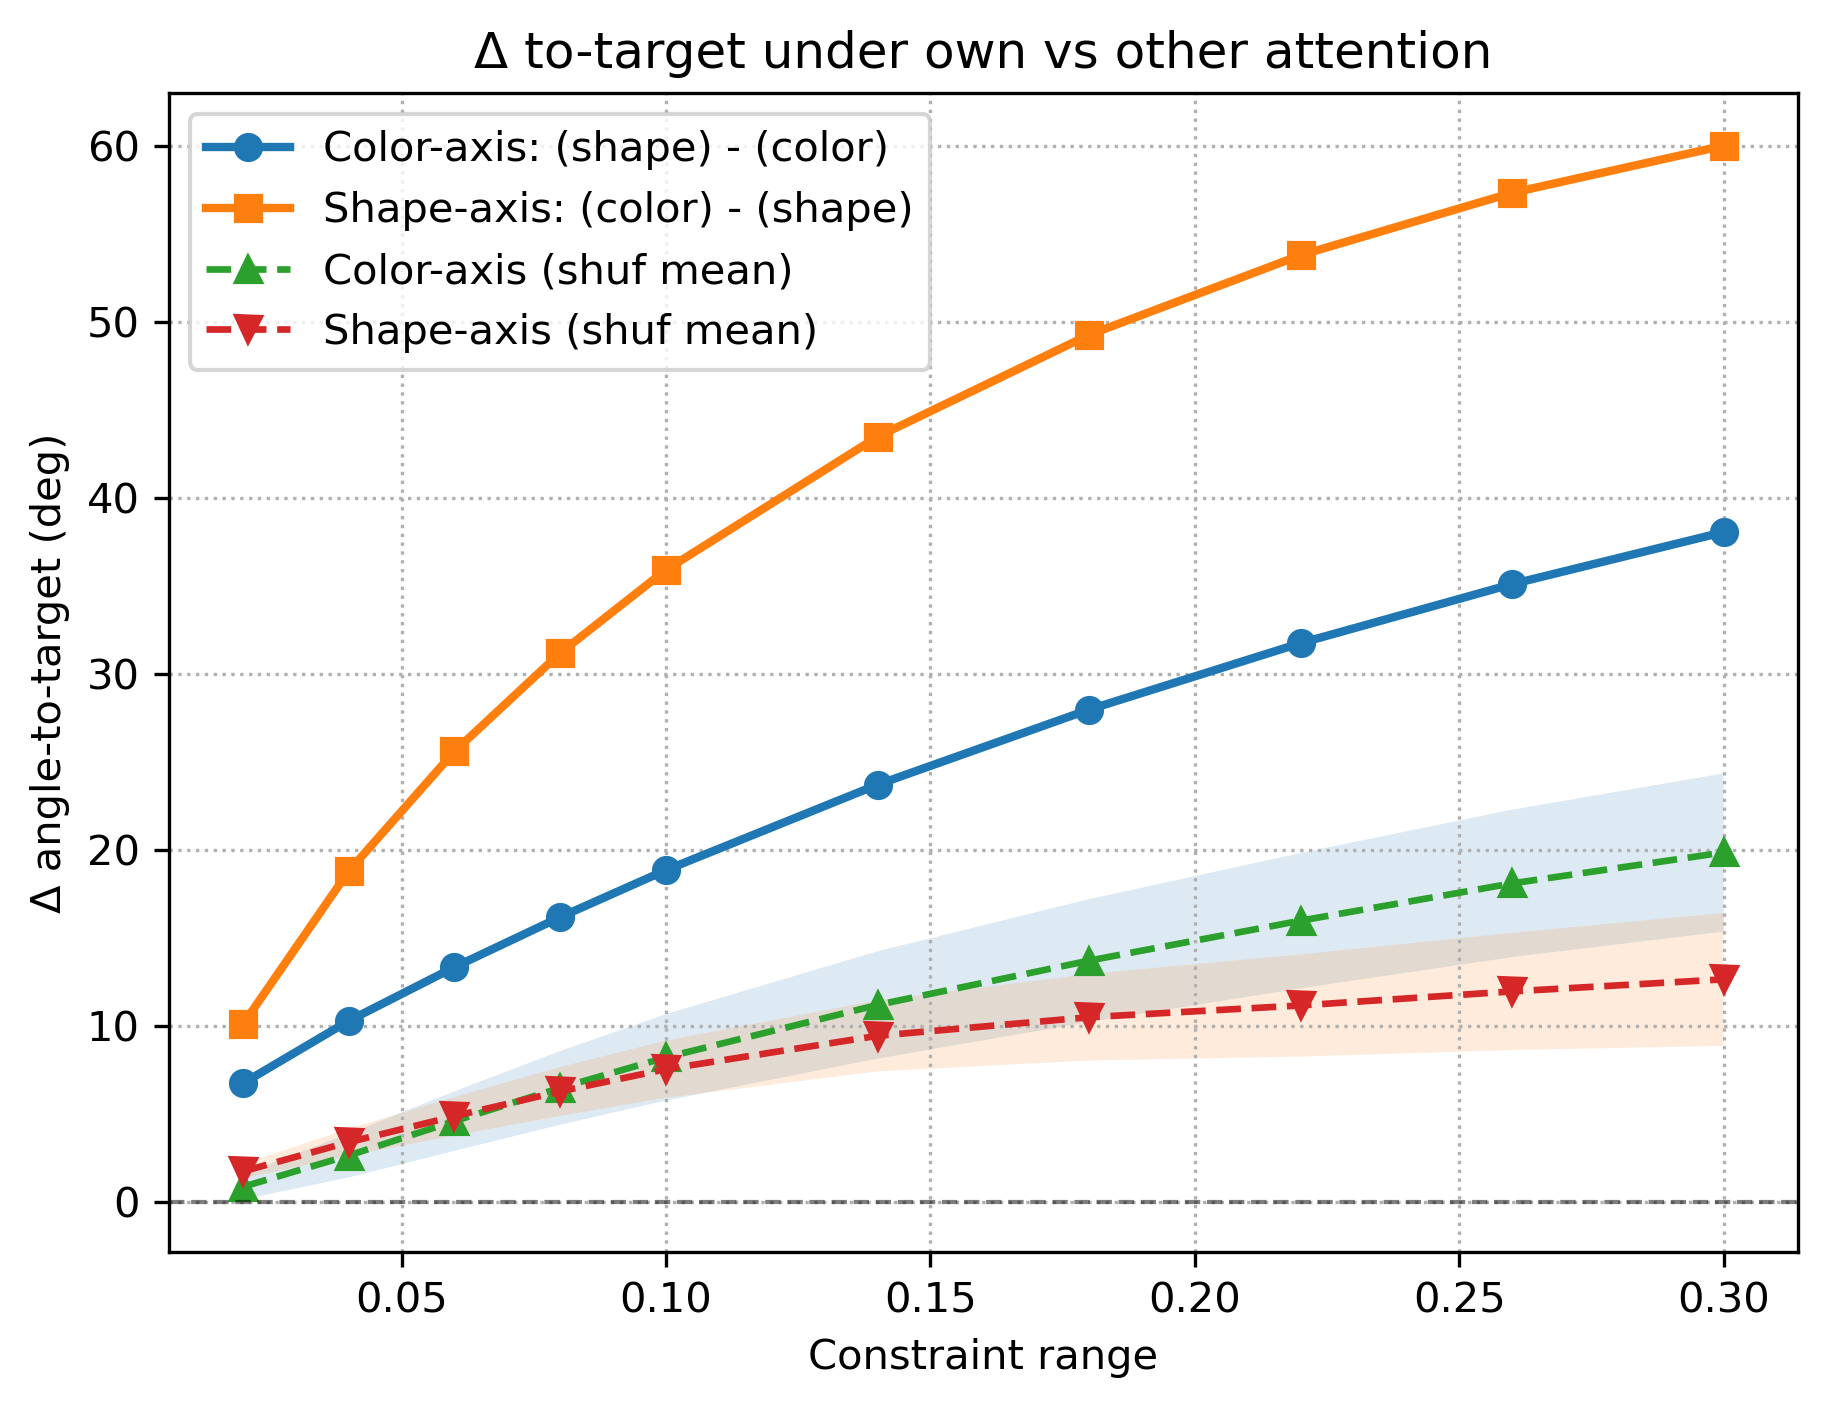 Δ to-target under own vs other attention
Color-axis: (shape) - (color)
Shape-axis: (color) - (shape)
Color-axis (shuf mean)
Shape-axis (shuf mean)
Δ angle-to-target (deg)
60
50
40
30
20
10
0
0.05 0.10 0.15 0.20 0.25 0.30
Constraint range